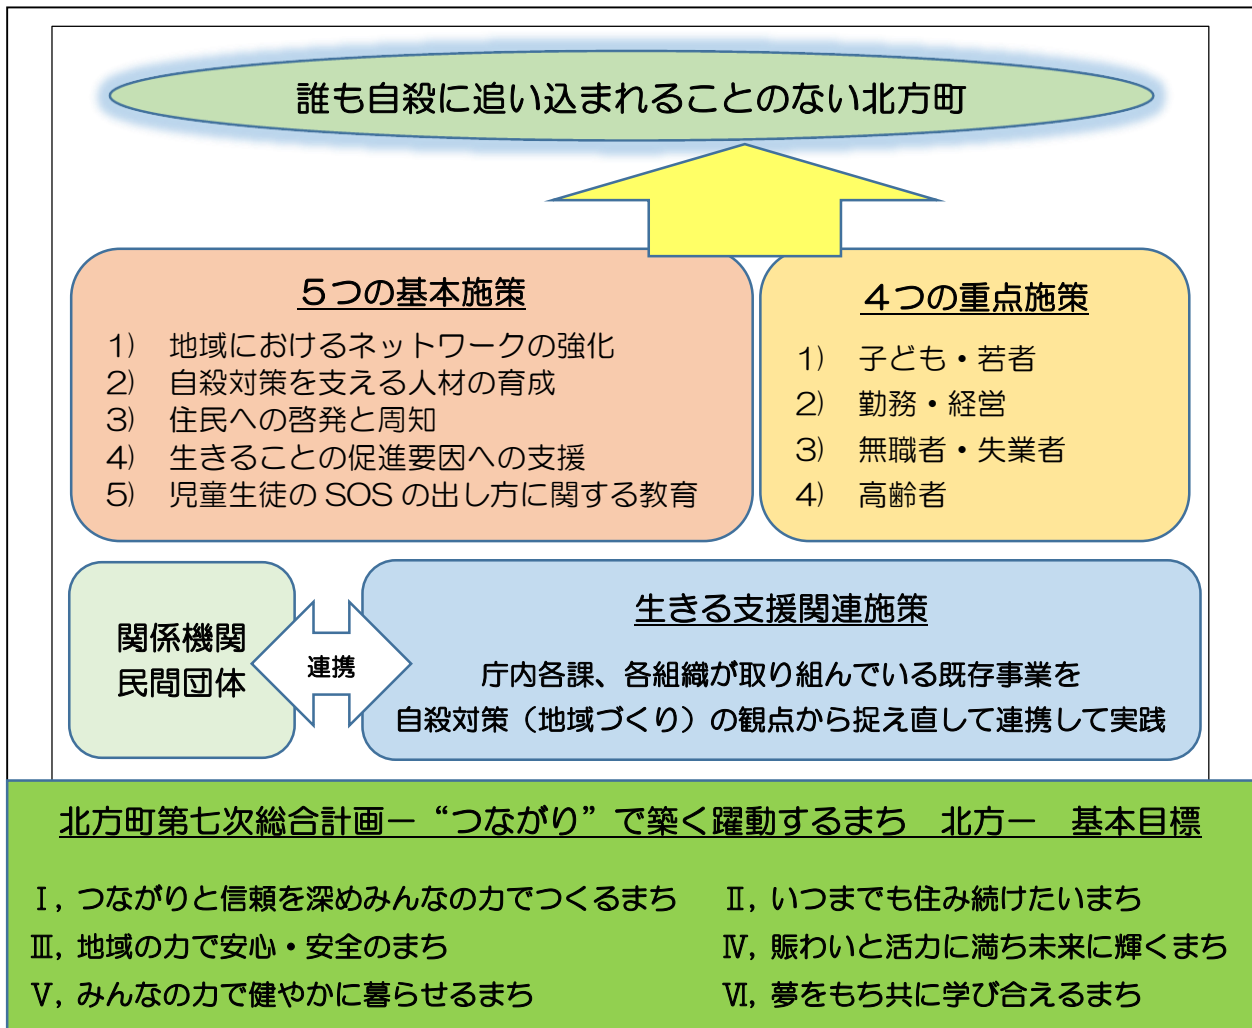 誰も自殺に追い込まれることのない北方町
５つの基本施策
1) 地域におけるネットワークの強化
2) 自殺対策を支える人材の育成
3) 住民への啓発と周知
4) 生きることの促進要因への支援
5) 児童生徒の SOS の出し方に関する教育
４つの重点施策
1) 子ども・若者
2) 勤務・経営
3) 無職者・失業者
4) 高齢者
関係機関
民間団体
連携
生きる支援関連施策
庁内各課、各組織が取り組んでいる既存事業を
自殺対策（地域づくり）の観点から捉え直して連携して実践
北方町第七次総合計画－“つながり”で築く躍動するまち　北方－　基本目標
Ⅰ, つながりと信頼を深めみんなの力でつくるまち
Ⅱ, いつまでも住み続けたいまち
Ⅲ, 地域の力で安心・安全のまち
Ⅳ, 賑わいと活力に満ち未来に輝くまち
Ⅴ, みんなの力で健やかに暮らせるまち
Ⅵ, 夢をもち共に学び合えるまち